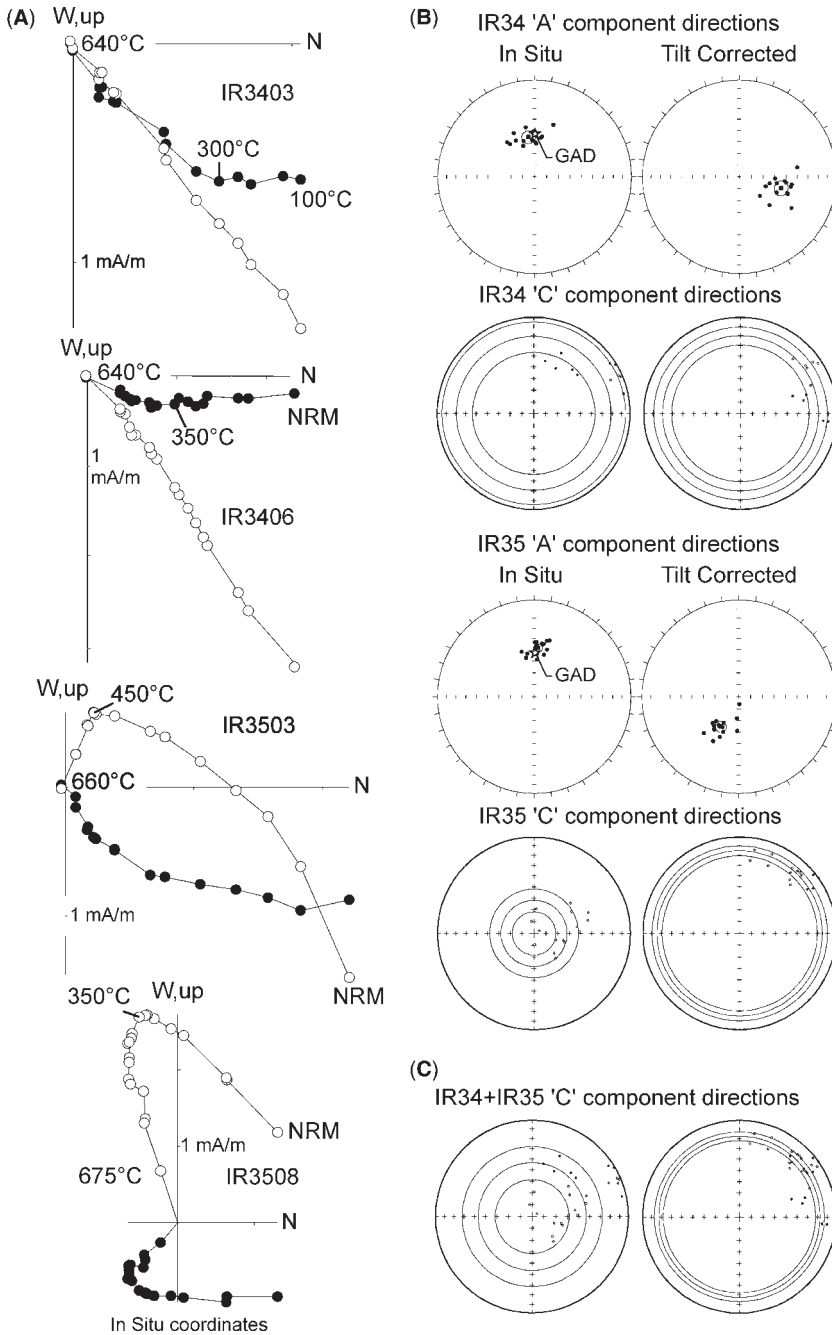 (A)
W,up
640°C
N
IR3403
300°C
100°C
1 mA/m
W,up
640°C
N
NRM
350°C
1
mA/m
IR3406
W,up
450°C
IR3503
660°C
N
1 mA/m
NRM
350°C
W,up
NRM
1 mA/m
675°C
IR3508
N
In Situ coordinates
(B)
IR34 'A' component directions
In Situ
Tilt Corrected
GAD
IR34 'C' component directions
IR35 'A' component directions
In Situ
Tilt Corrected
GAD
IR35 'C' component directions
(C)
IR34+IR35 'C' component directions